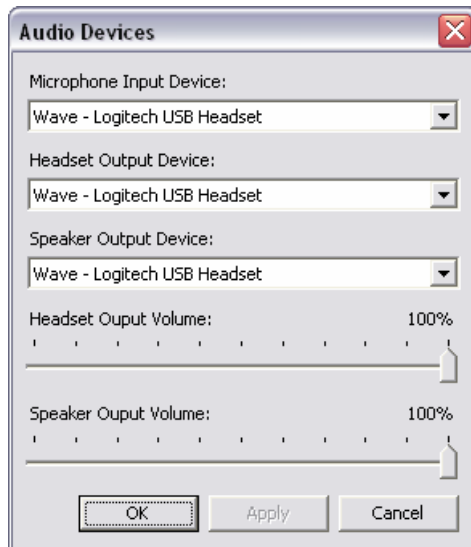 Audio Devices
Microphone Input Device:
Wave - Logitech USB Headset
Headset Output Device:
Wave - Logitech USB Headset
Speaker Output Device:
Wave - Logitech USB Headset
Headset Ouput Volume: 100%
Speaker Ouput Volume: 100%
OK Apply Cancel